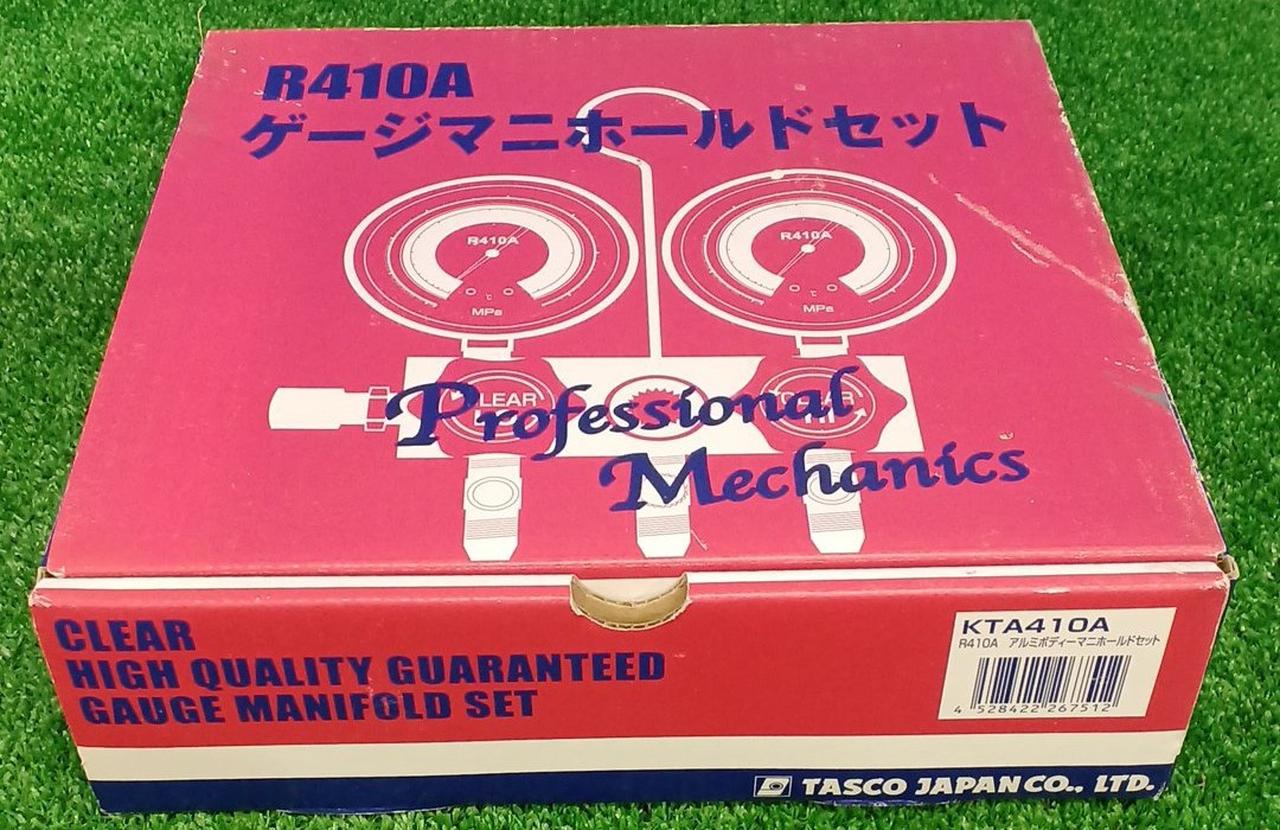 R410A
ゲージマニホールドセット
R410A
℃
MPa
R410A
℃
MPa
CLEAR
CLEAR
Professional
Mechanics
CLEAR
HIGH QUALITY GUARANTEED
GAUGE MANIFOLD SET
KTA410A
R410A アルミボディーマニホールドセット
4 528422 267512
TASCO JAPAN CO., LTD.